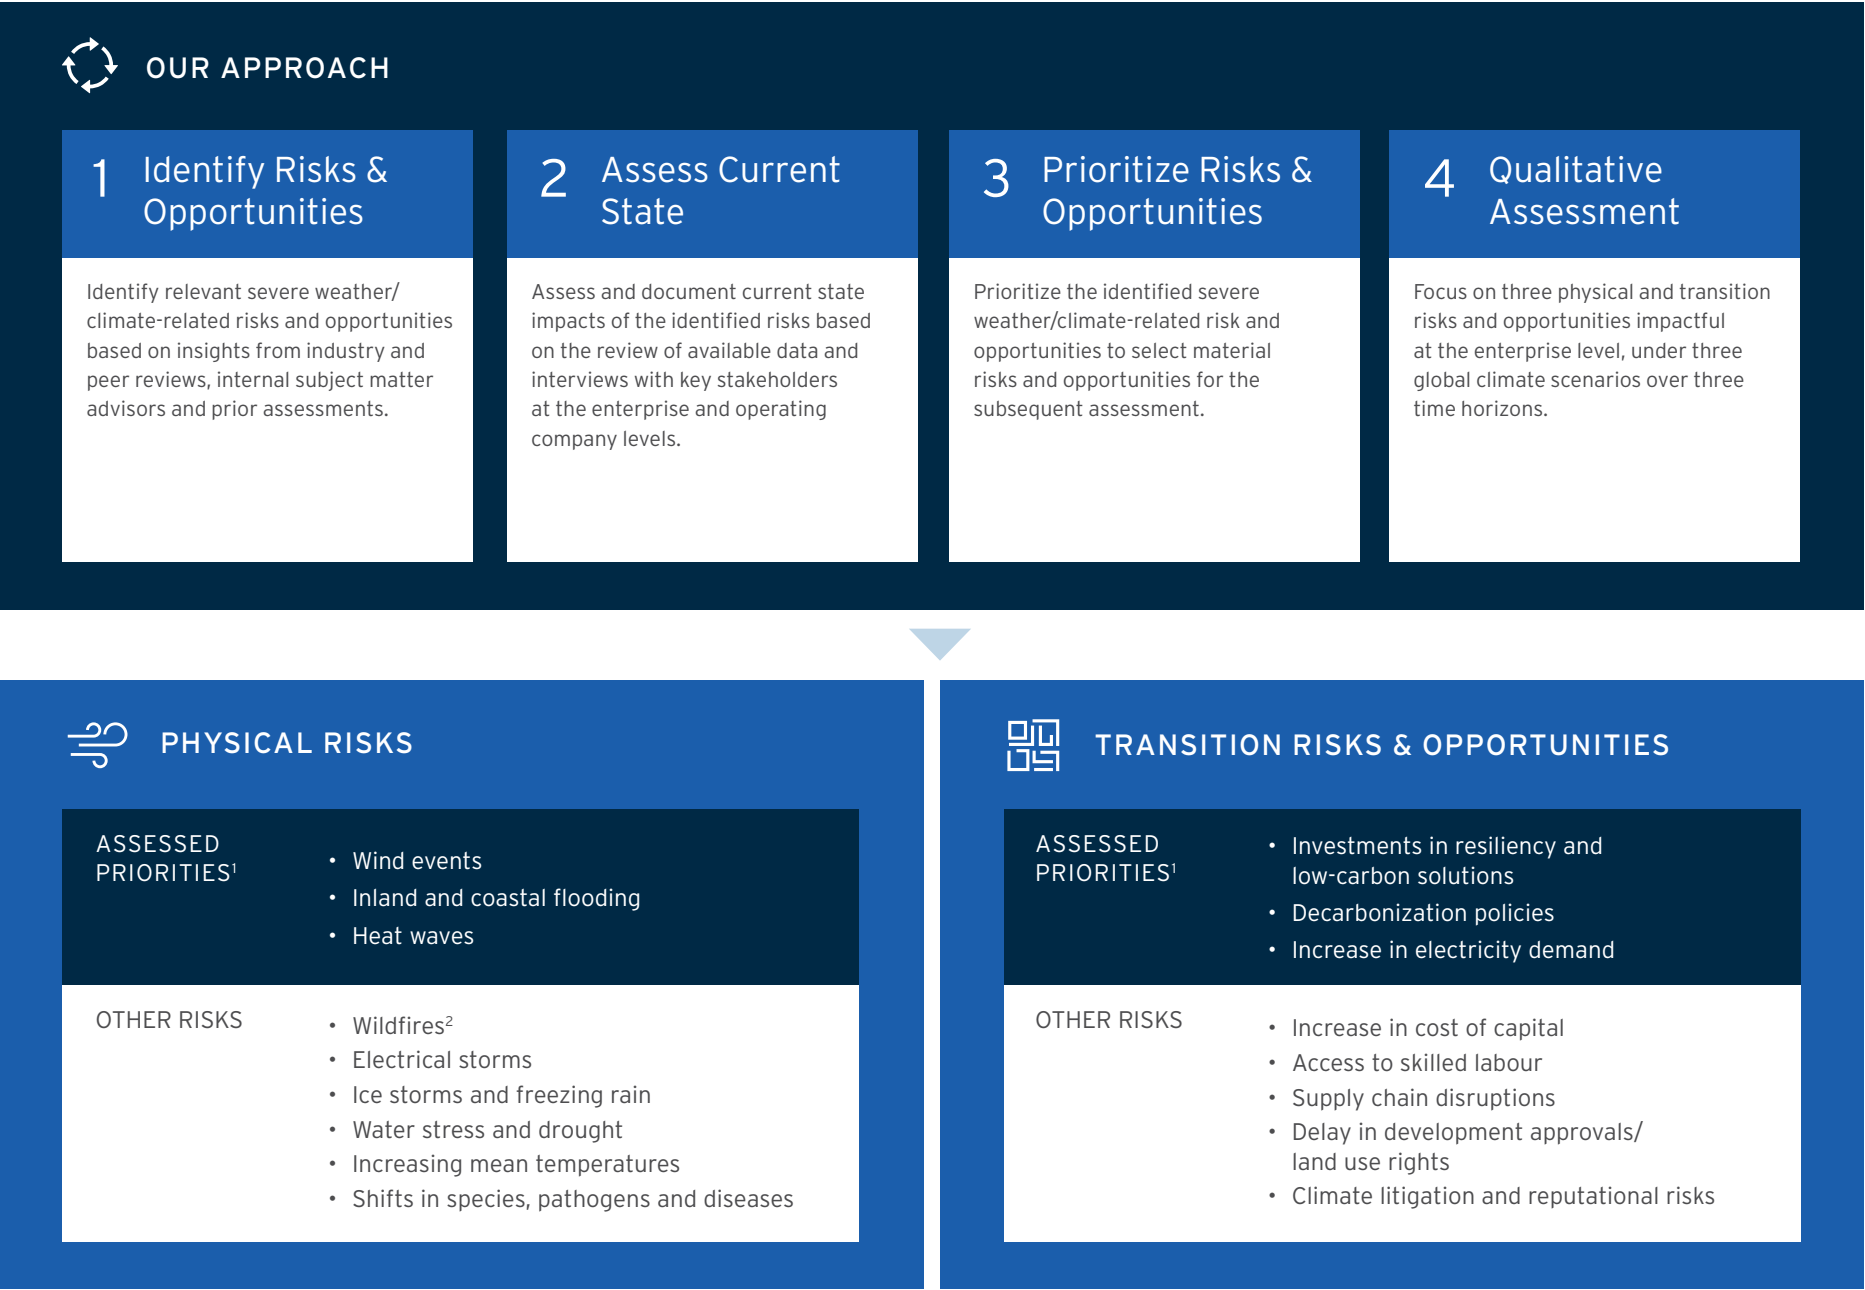 OUR APPROACH
1 Identify Risks &
Opportunities
Identify relevant severe weather/
climate-related risks and opportunities
based on insights from industry and
peer reviews, internal subject matter
advisors and prior assessments.
2 Assess Current
State
Assess and document current state
impacts of the identified risks based
on the review of available data and
interviews with key stakeholders
at the enterprise and operating
company levels.
3 Prioritize Risks &
Opportunities
Prioritize the identified severe
weather/climate-related risk and
opportunities to select material
risks and opportunities for the
subsequent assessment.
4 Qualitative
Assessment
Focus on three physical and transition
risks and opportunities impactful
at the enterprise level, under three
global climate scenarios over three
time horizons.
PHYSICAL RISKS
ASSESSED
PRIORITIES¹
• Wind events
• Inland and coastal flooding
• Heat waves
OTHER RISKS
• Wildfires²
• Electrical storms
• Ice storms and freezing rain
• Water stress and drought
• Increasing mean temperatures
• Shifts in species, pathogens and diseases
TRANSITION RISKS & OPPORTUNITIES
ASSESSED
PRIORITIES¹
• Investments in resiliency and
low-carbon solutions
• Decarbonization policies
• Increase in electricity demand
OTHER RISKS
• Increase in cost of capital
• Access to skilled labour
• Supply chain disruptions
• Delay in development approvals/
land use rights
• Climate litigation and reputational risks